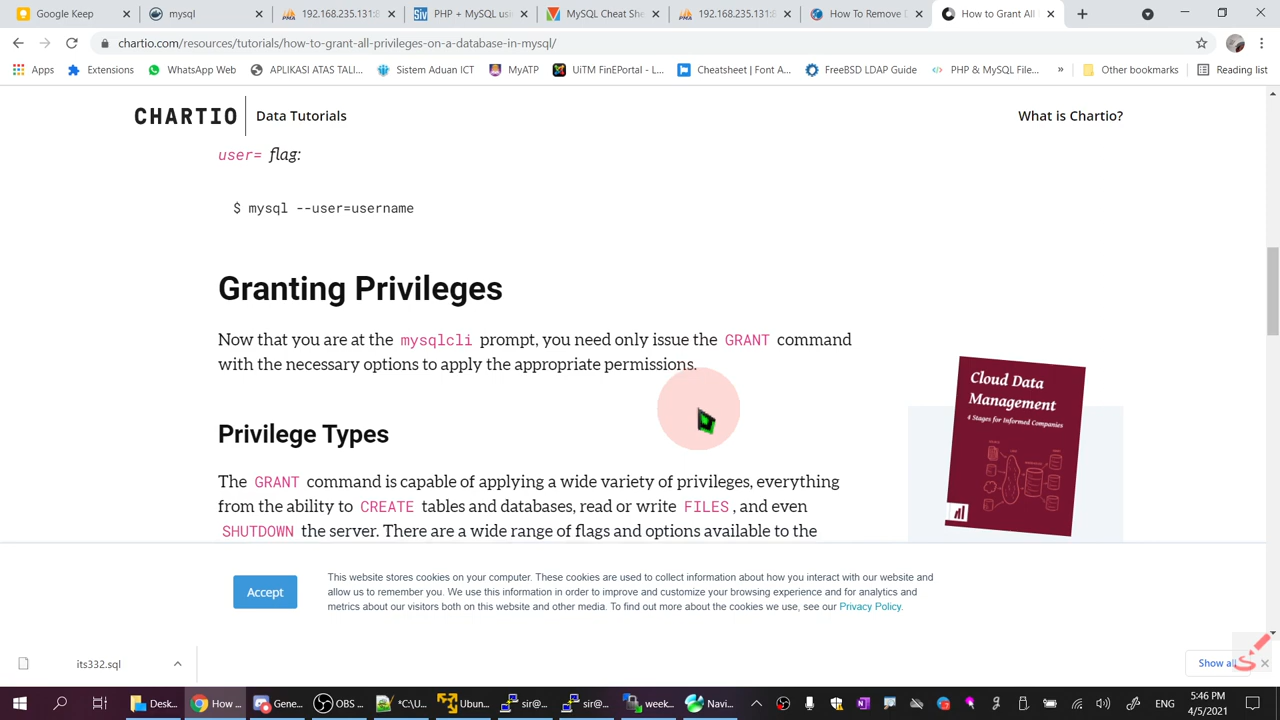 Google Keep
mysql
192.168.235.131:8
PHP + MySQL us
MySQL Cheat She
192.168.235.131:8
How To Remove D
How to Grant All
chartio.com/resources/tutorials/how-to-grant-all-privileges-on-a-database-in-mysql/
Apps
Extensions
WhatsApp Web
APLIKASI ATAS TALI...
Sistem Aduan ICT
MyATP
UiTM FinEPortal - L...
Cheatsheet | Font A...
FreeBSD LDAP Guide
PHP & MySQL File...
»
Other bookmarks
Reading list
CHARTIO
Data Tutorials
What is Chartio?
user= flag:
$ mysql --user=username
Granting Privileges
Now that you are at the mysqlcli prompt, you need only issue the GRANT command
with the necessary options to apply the appropriate permissions.
Cloud Data
Management
4 Stages for Informed Companies
Privilege Types
The GRANT command is capable of applying a wide variety of privileges, everything
from the ability to CREATE tables and databases, read or write FILES , and even
SHUTDOWN the server. There are a wide range of flags and options available to the
Accept
This website stores cookies on your computer. These cookies are used to collect information about how you interact with our website and
allow us to remember you. We use this information in order to improve and customize your browsing experience and for analytics and
metrics about our visitors both on this website and other media. To find out more about the cookies we use, see our Privacy Policy.
its332.sql
Show all
Desk...
How ...
Gene...
OBS ...
*C:\U...
Ubun...
sir@...
sir@...
week...
Navi...
ENG
5:46 PM
4/5/2021